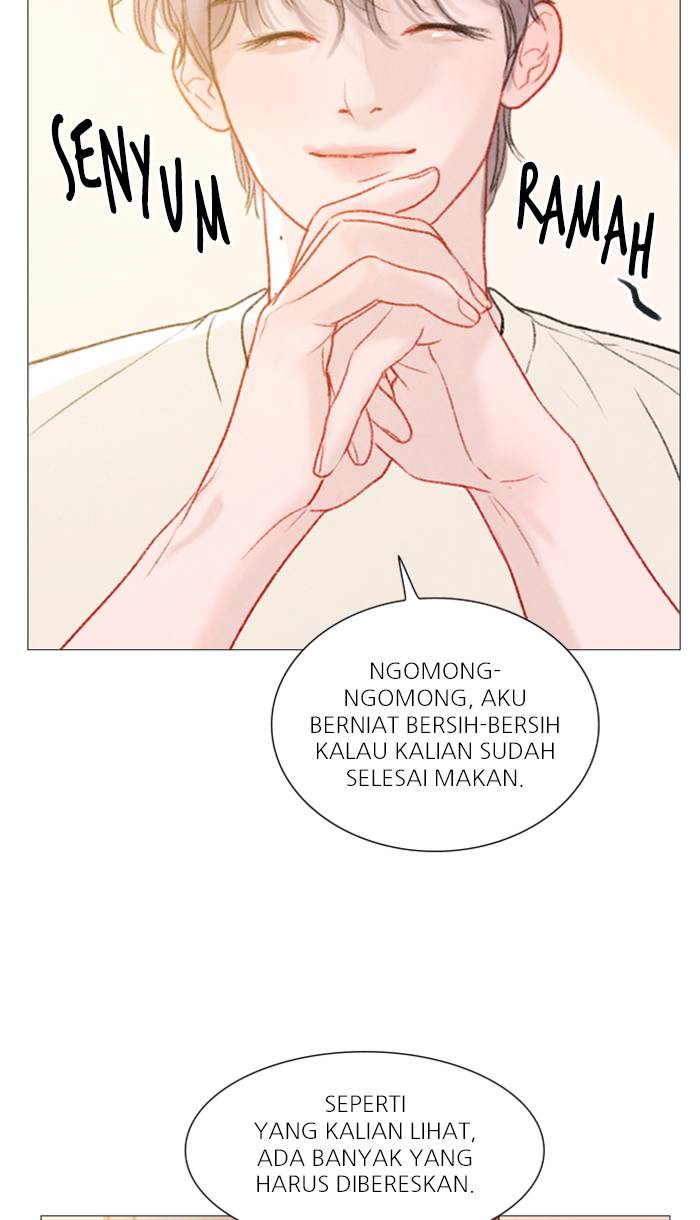 SENYUM
RAMAH~
NGOMONG-
NGOMONG, AKU
BERNIAT BERSIH-BERSIH
KALAU KALIAN SUDAH
SELESAI MAKAN.
SEPERTI
YANG KALIAN LIHAT,
ADA BANYAK YANG
HARUS DIBERESKAN.